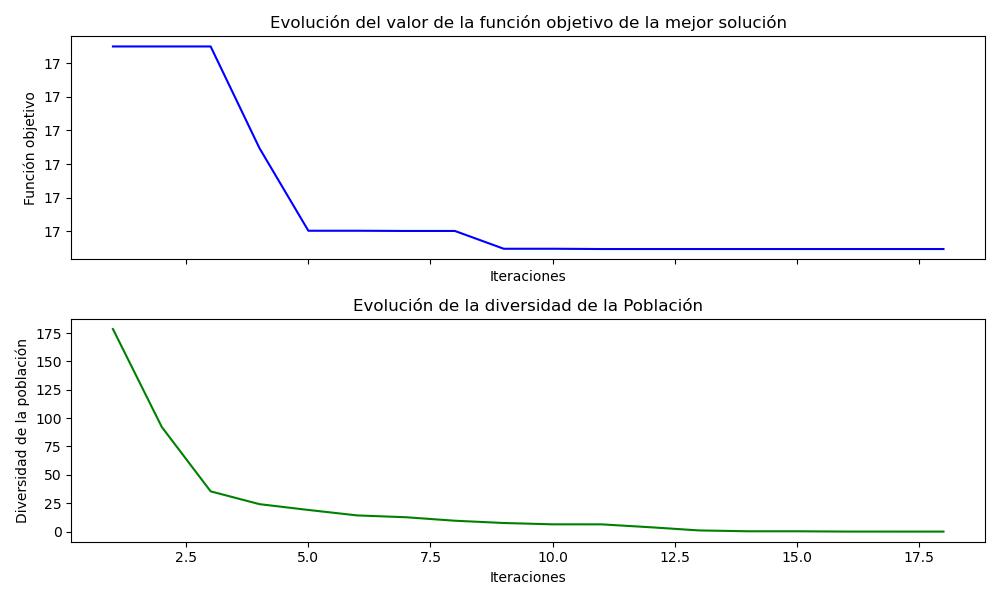 Evolución del valor de la función objetivo de la mejor solución
17
17
17
17
17
17
Función objetivo
Iteraciones
Evolución de la diversidad de la Población
175
150
125
100
75
50
25
0
Diversidad de la población
2.5 5.0 7.5 10.0 12.5 15.0 17.5
Iteraciones